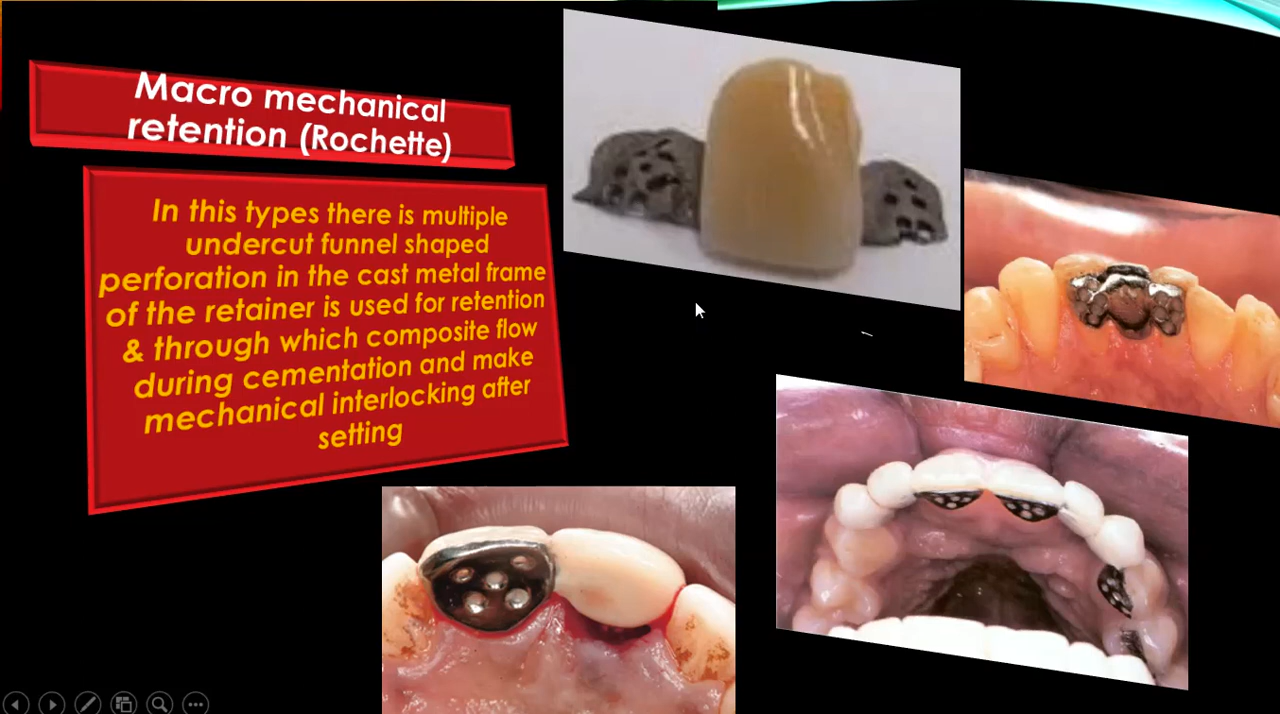 Macro mechanical
retention (Rochette)
In this types there is multiple
undercut funnel shaped
perforation in the cast metal frame
of the retainer is used for retention
& through which composite flow
during cementation and make
mechanical interlocking after
setting